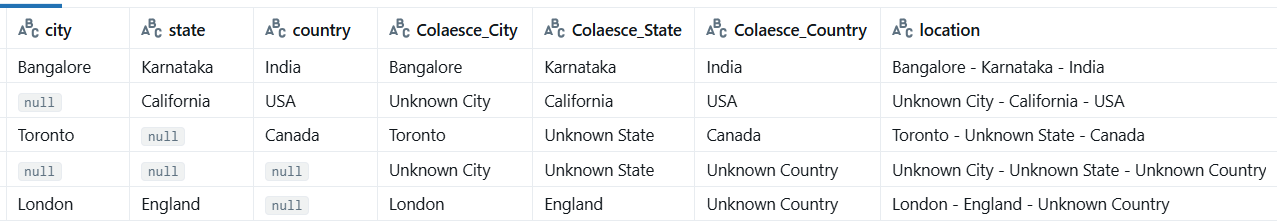 city state country Colaesce_City Colaesce_State Colaesce_Country location
Bangalore Karnataka India Bangalore Karnataka India Bangalore - Karnataka - India
null California USA Unknown City California USA Unknown City - California - USA
Toronto null Canada Toronto Unknown State Canada Toronto - Unknown State - Canada
null null null Unknown City Unknown State Unknown Country Unknown City - Unknown State - Unknown Country
London England null London England Unknown Country London - England - Unknown Country